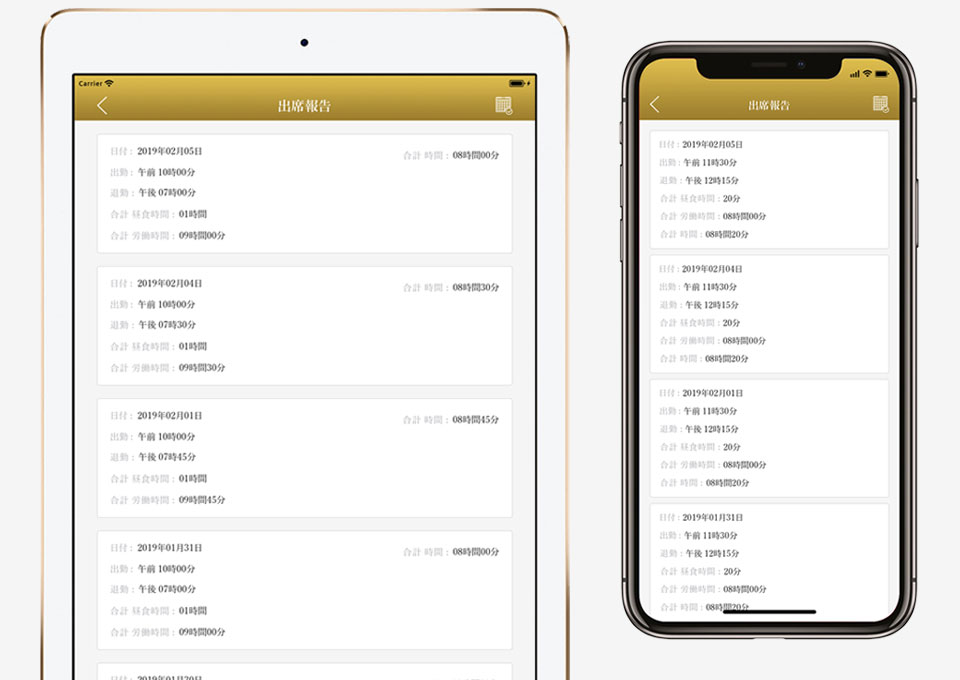 Carrier
出席報告
日付 : 2019年02月05日
合計 時間 : 08時間00分
出勤 : 午前 10時00分
退勤 : 午後 07時00分
合計 昼食時間 : 01時間
合計 労働時間 : 09時間00分
日付 : 2019年02月04日
合計 時間 : 08時間30分
出勤 : 午前 10時00分
退勤 : 午後 07時30分
合計 昼食時間 : 01時間
合計 労働時間 : 09時間30分
日付 : 2019年02月01日
合計 時間 : 08時間45分
出勤 : 午前 10時00分
退勤 : 午後 07時45分
合計 昼食時間 : 01時間
合計 労働時間 : 09時間45分
日付 : 2019年01月31日
合計 時間 : 08時間00分
出勤 : 午前 10時00分
退勤 : 午後 07時00分
合計 昼食時間 : 01時間
合計 労働時間 : 09時間00分
日付 : 2019年01月30日
出席報告
日付 : 2019年02月05日
出勤 : 午前 11時30分
退勤 : 午後 12時15分
合計 昼食時間 : 20分
合計 労働時間 : 08時間00分
合計 時間 : 08時間20分
日付 : 2019年02月04日
出勤 : 午前 11時30分
退勤 : 午後 12時15分
合計 昼食時間 : 20分
合計 労働時間 : 08時間00分
合計 時間 : 08時間20分
日付 : 2019年02月01日
出勤 : 午前 11時30分
退勤 : 午後 12時15分
合計 昼食時間 : 20分
合計 労働時間 : 08時間00分
合計 時間 : 08時間20分
日付 : 2019年01月31日
出勤 : 午前 11時30分
退勤 : 午後 12時15分
合計 昼食時間 : 20分
合計 労働時間 : 08時間00分
合計 時間 : 08時間20分